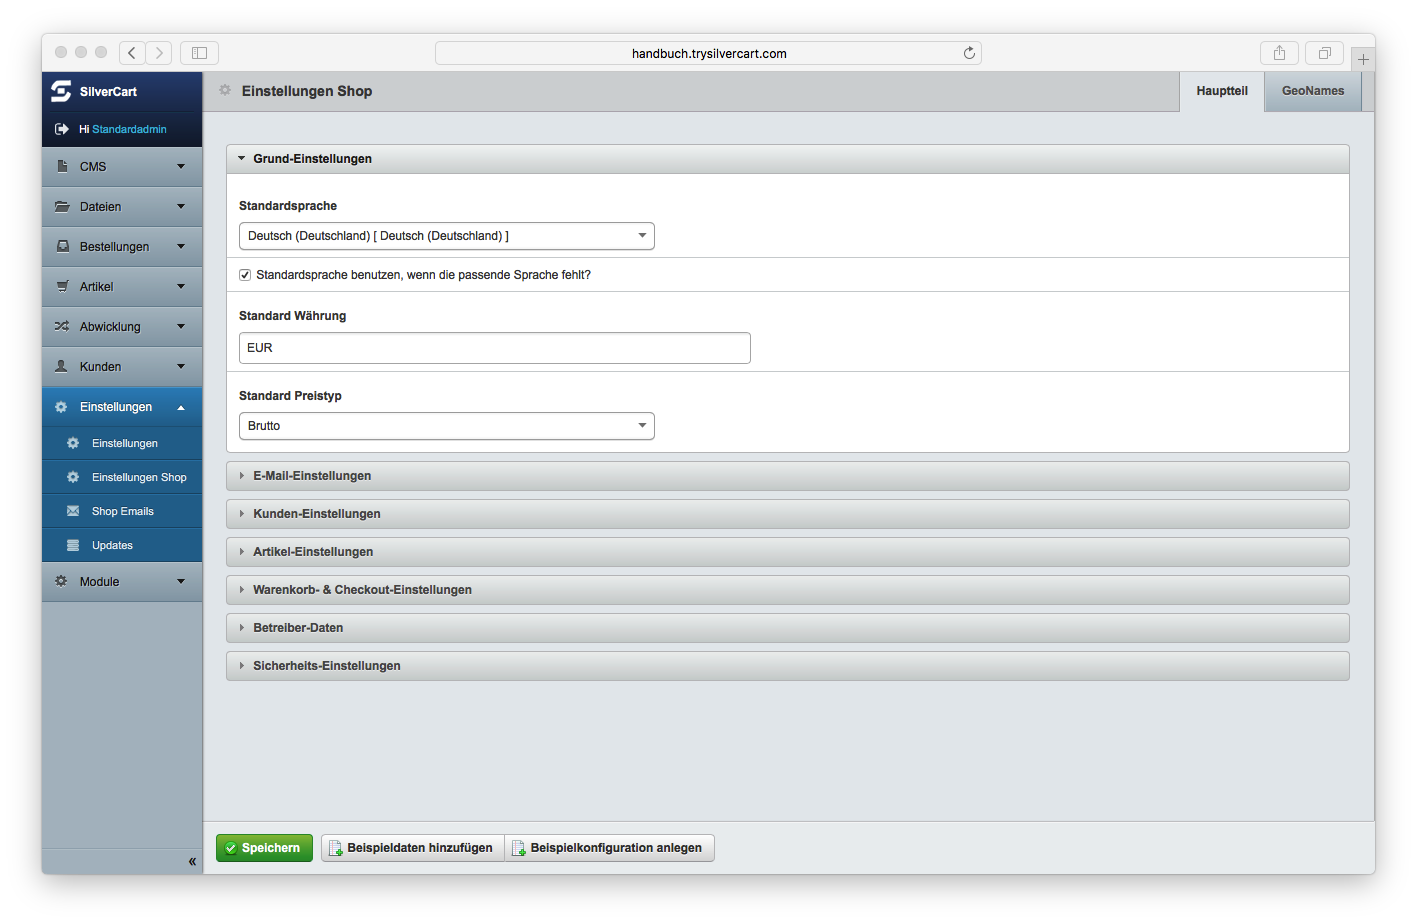 handbuch.trysilvercart.com
SilverCart
Hi Standardadmin
CMS
Dateien
Bestellungen
Artikel
Abwicklung
Kunden
Einstellungen
Einstellungen
Einstellungen Shop
Shop Emails
Updates
Module
«
Einstellungen Shop
Hauptteil
GeoNames
Grund-Einstellungen
Standardsprache
Deutsch (Deutschland) [ Deutsch (Deutschland) ]
Standardsprache benutzen, wenn die passende Sprache fehlt?
Standard Währung
EUR
Standard Preistyp
Brutto
E-Mail-Einstellungen
Kunden-Einstellungen
Artikel-Einstellungen
Warenkorb- & Checkout-Einstellungen
Betreiber-Daten
Sicherheits-Einstellungen
Speichern
Beispieldaten hinzufügen
Beispielkonfiguration anlegen